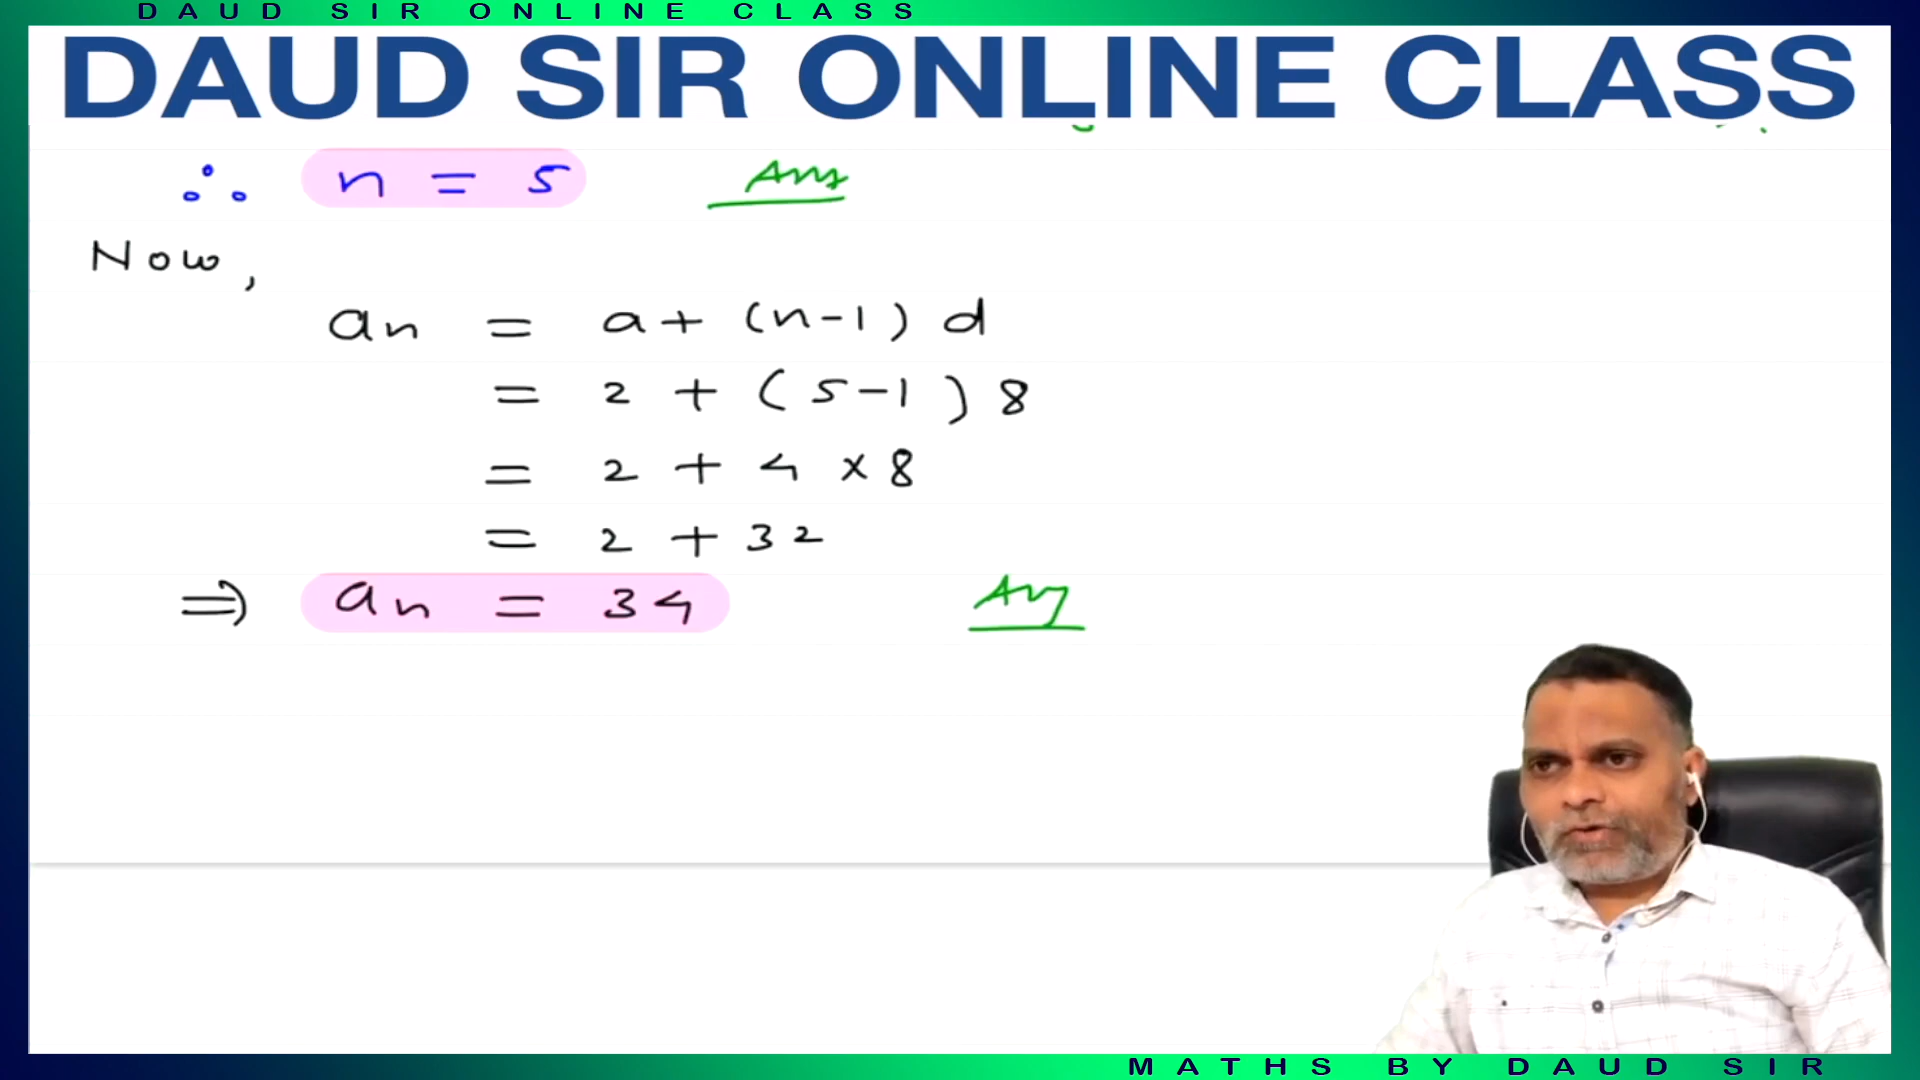 DAUD SIR ONLINE CLASS
DAUD SIR ONLINE CLASS
∴ n = 5 Ans
Now,
an = a + (n-1) d
= 2 + (5-1) 8
= 2 + 4 × 8
= 2 + 32
⇒ an = 34 Ans
MATHS BY DAUD SIR